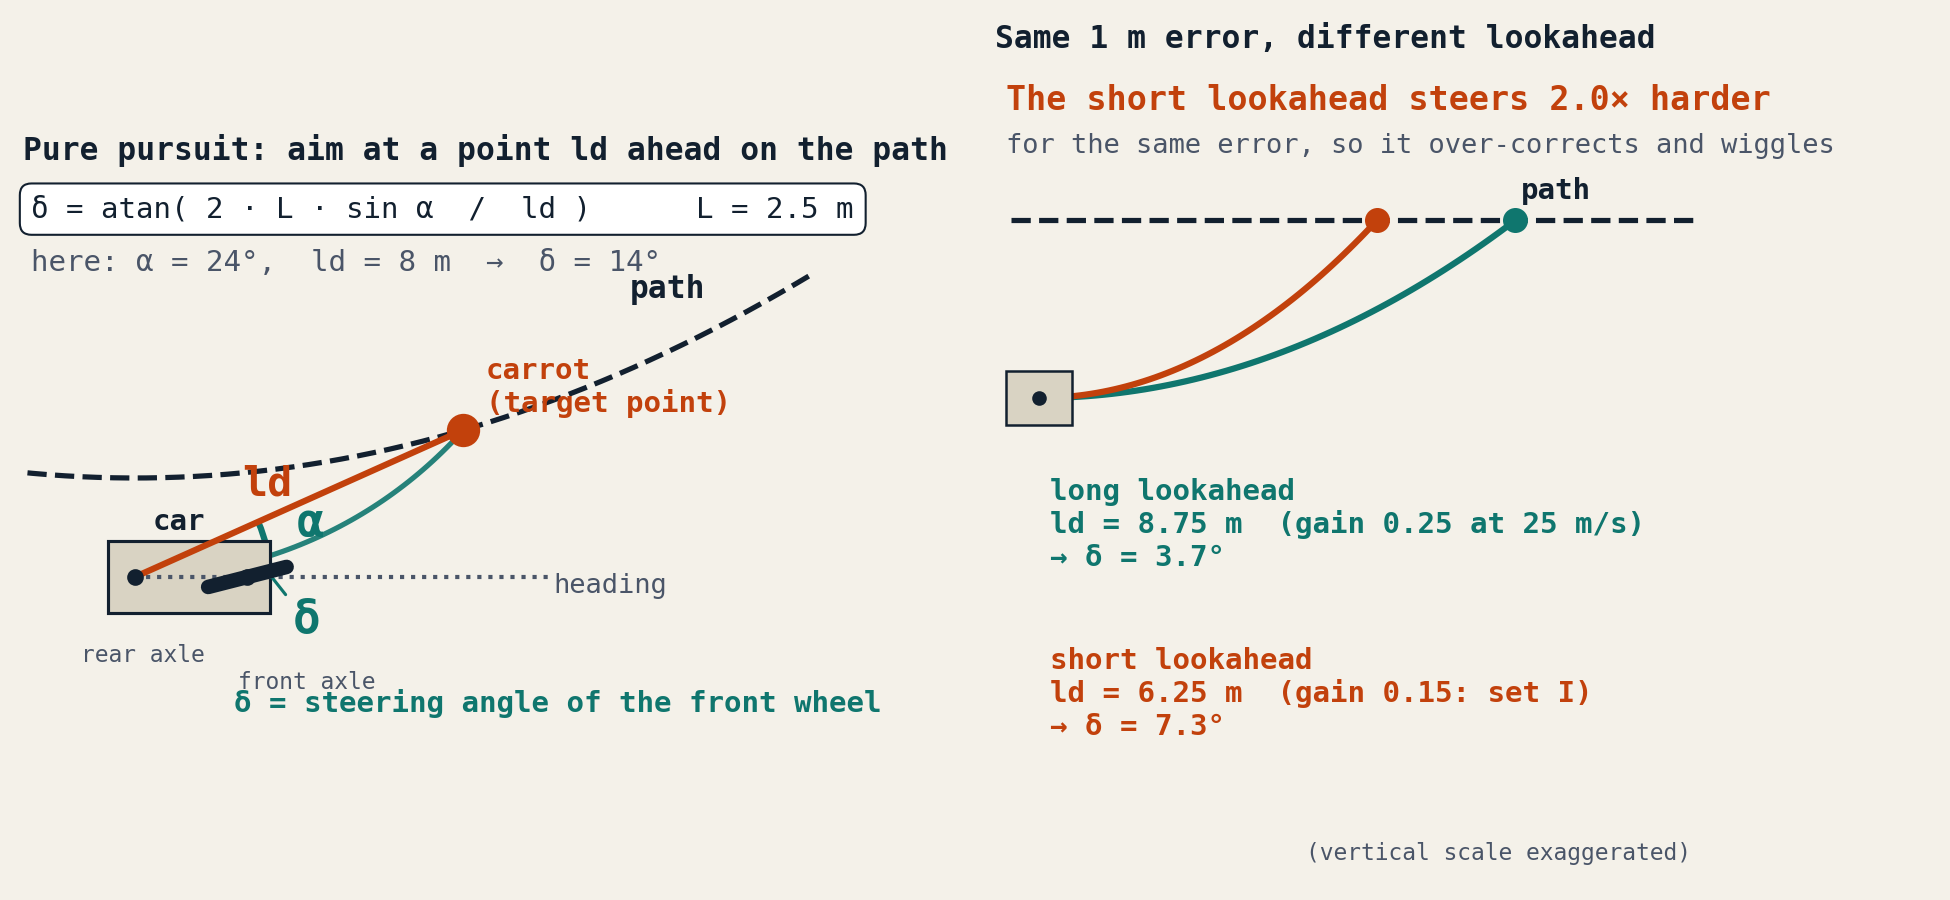 Pure pursuit: aim at a point ld ahead on the path
δ = atan( 2 · L · sin α / ld ) L = 2.5 m
here: α = 24°, ld = 8 m → δ = 14°
path
carrot
(target point)
ld
α
car
heading
δ
rear axle
front axle
δ = steering angle of the front wheel
Same 1 m error, different lookahead
The short lookahead steers 2.0× harder
for the same error, so it over-corrects and wiggles
path
long lookahead
ld = 8.75 m (gain 0.25 at 25 m/s)
→ δ = 3.7°
short lookahead
ld = 6.25 m (gain 0.15: set I)
→ δ = 7.3°
(vertical scale exaggerated)